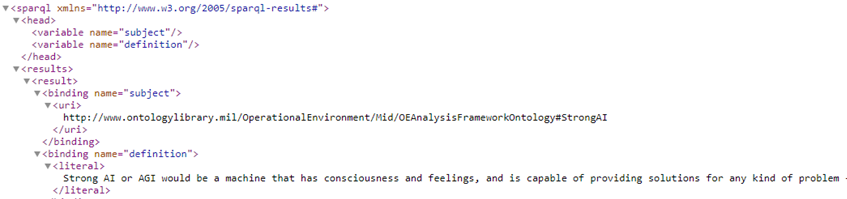 ▼<sparql xmlns="http://www.w3.org/2005/sparql-results#">
▼<head>
<variable name="subject"/>
<variable name="definition"/>
</head>
▼<results>
▼<result>
▼<binding name="subject">
▼<uri>
http://www.ontologylibrary.mil/OperationalEnvironment/Mid/OEAnalysisFrameworkOntology#StrongAI
</uri>
</binding>
▼<binding name="definition">
▼<literal>
Strong AI or AGI would be a machine that has consciousness and feelings, and is capable of providing solutions for any kind of problem
</literal>